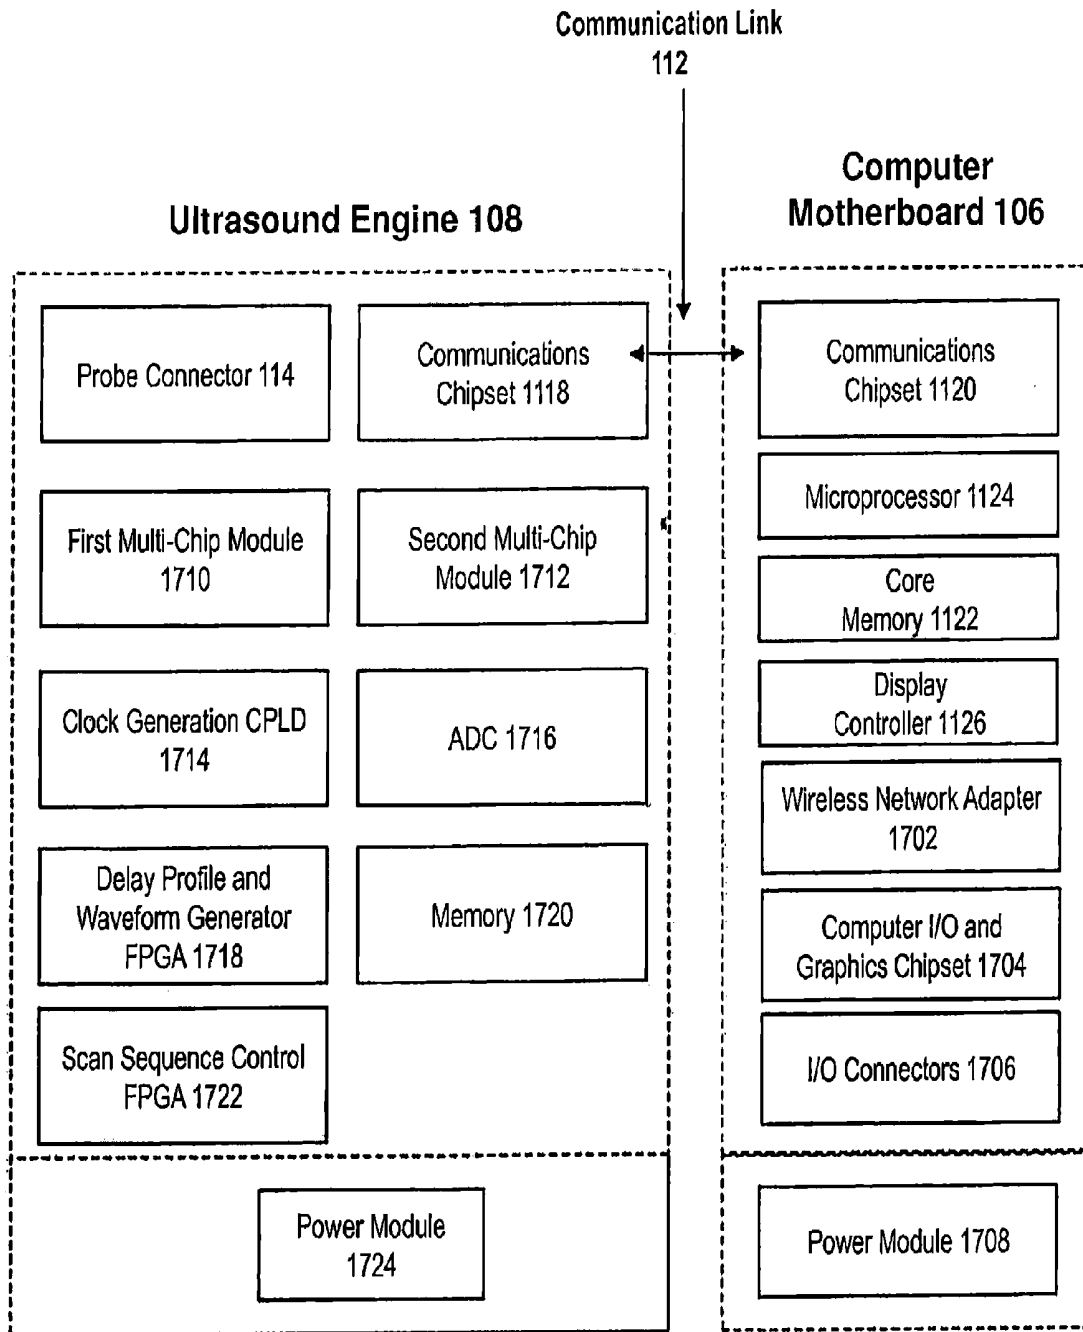 Communication Link
112
Ultrasound Engine 108
Computer
Motherboard 106
Probe Connector 114
Communications
Chipset 1118
First Multi-Chip Module
1710
Second Multi-Chip
Module 1712
Clock Generation CPLD
1714
ADC 1716
Delay Profile and
Waveform Generator
FPGA 1718
Memory 1720
Scan Sequence Control
FPGA 1722
Power Module
1724
Communications
Chipset 1120
Microprocessor 1124
Core
Memory 1122
Display
Controller 1126
Wireless Network Adapter
1702
Computer I/O and
Graphics Chipset 1704
I/O Connectors 1706
Power Module 1708